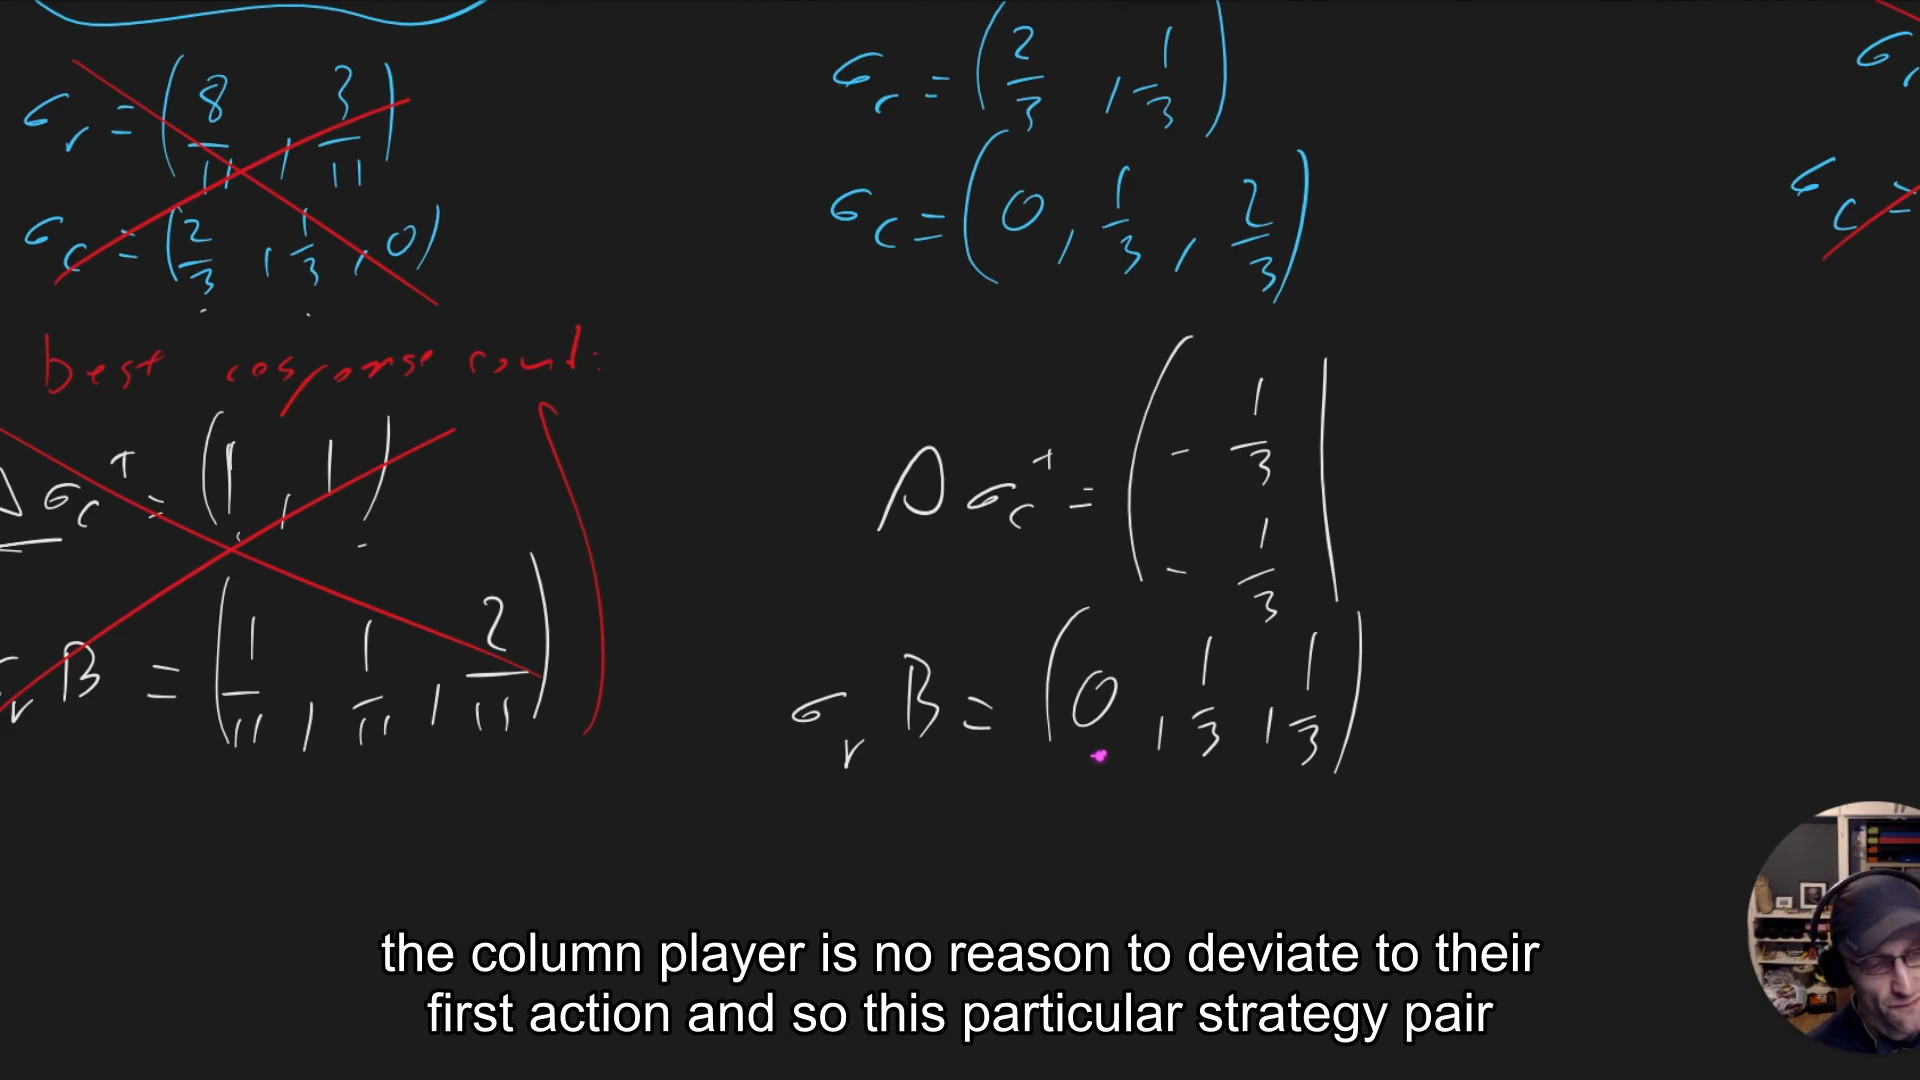 σr = (8/11, 3/11)
σc = (2/3, 1/3, 0)
best response cond:
Aσc^T = (1, 1)
σr B = (1/11, 1/11, 2/11)
σr = (2/3, 1/3)
σc = (0, 1/3, 2/3)
Aσc^T = (-1/3
-1/3)
σr B = (0, 1/3, 1/3)
σr
σc =
the column player is no reason to deviate to their
first action and so this particular strategy pair